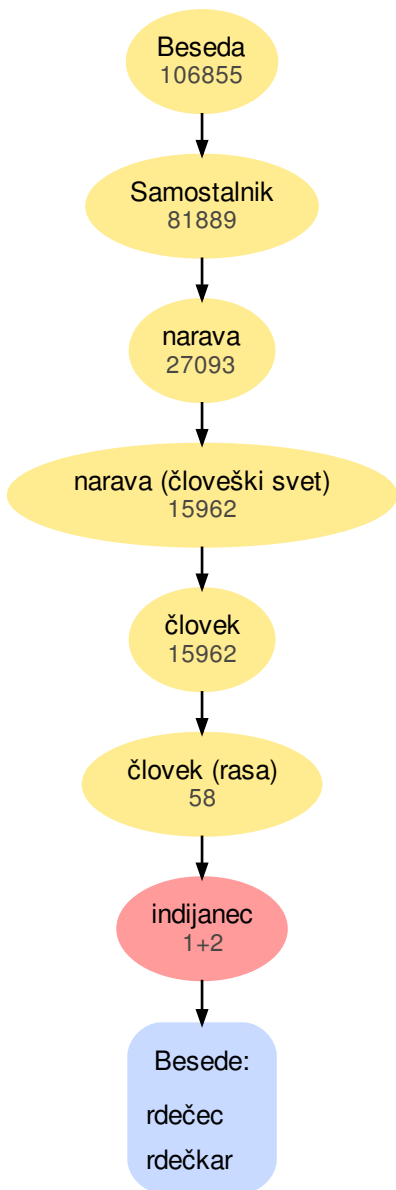 Beseda
106855
Samostalnik
81889
narava
27093
narava (človeški svet)
15962
človek
15962
človek (rasa)
58
indijanec
1+2
Besede:
rdečec
rdečkar